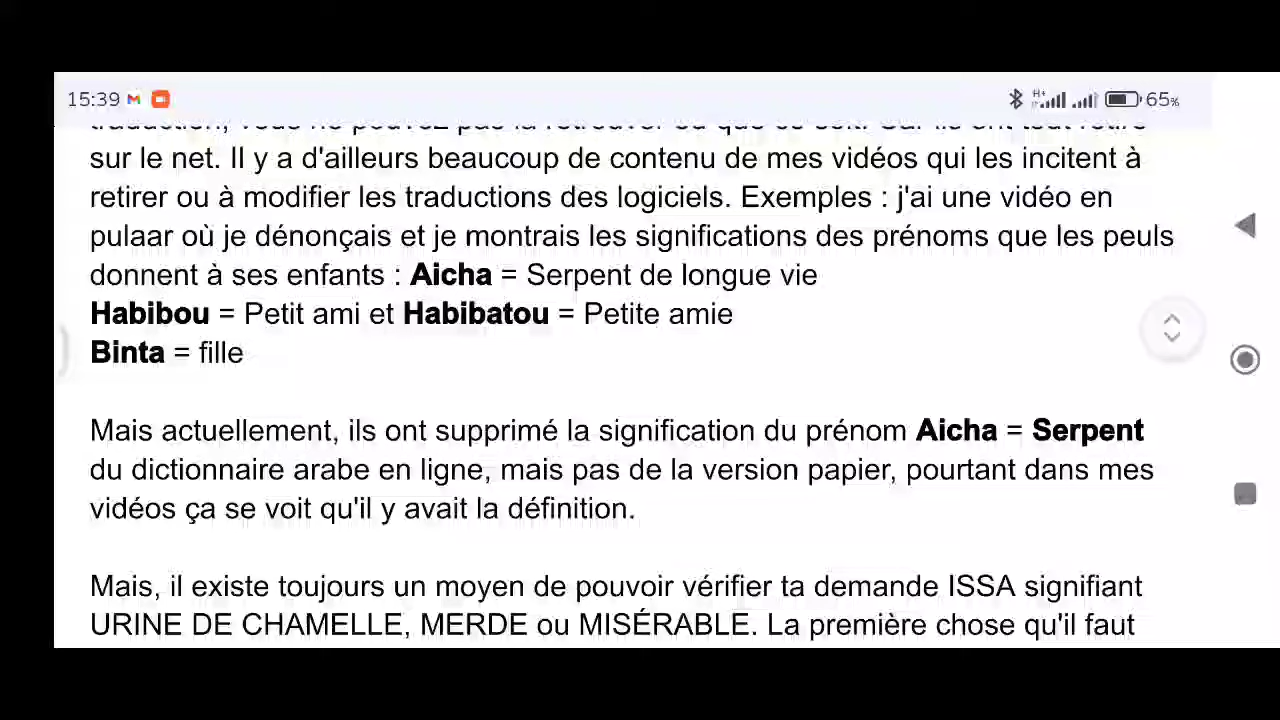 15:39 65%
sur le net. Il y a d'ailleurs beaucoup de contenu de mes vidéos qui les incitent à
retirer ou à modifier les traductions des logiciels. Exemples : j'ai une vidéo en
pulaar où je dénonçais et je montrais les significations des prénoms que les peuls
donnent à ses enfants : Aicha = Serpent de longue vie
Habibou = Petit ami et Habibatou = Petite amie
Binta = fille
Mais actuellement, ils ont supprimé la signification du prénom Aicha = Serpent
du dictionnaire arabe en ligne, mais pas de la version papier, pourtant dans mes
vidéos ça se voit qu'il y avait la définition.
Mais, il existe toujours un moyen de pouvoir vérifier ta demande ISSA signifiant
URINE DE CHAMELLE, MERDE ou MISÉRABLE. La première chose qu'il faut